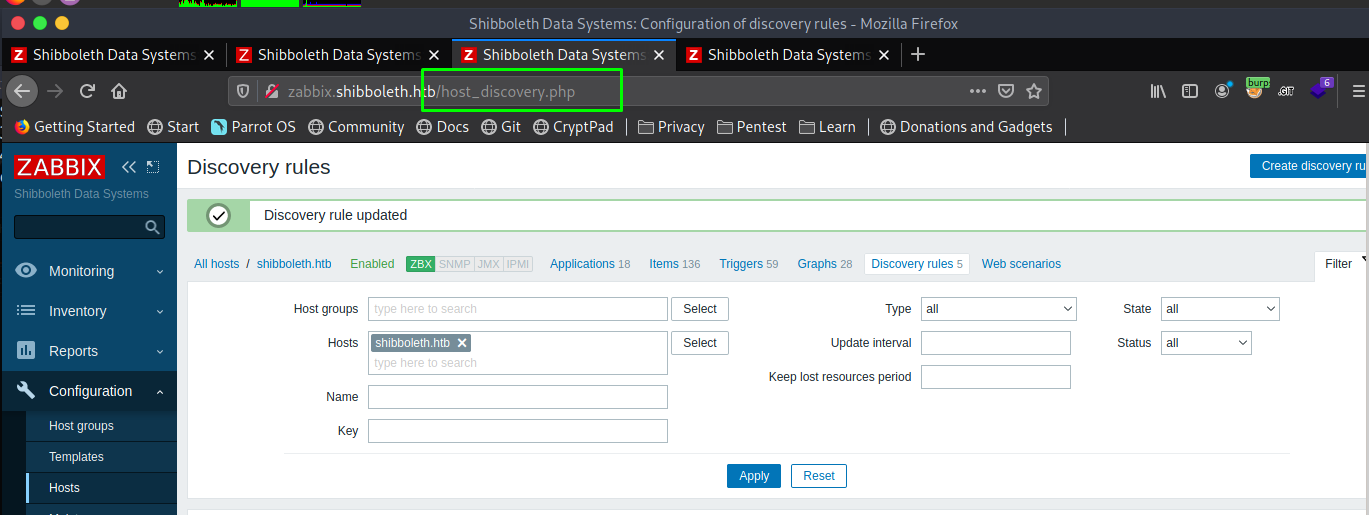 Shibboleth Data Systems: Configuration of discovery rules - Mozilla Firefox
Shibboleth Data Systems Shibboleth Data Systems Shibboleth Data Systems Shibboleth Data Systems
zabbix.shibboleth.htb/host_discovery.php
burp .GIT 6
Getting Started Start Parrot OS Community Docs Git CryptPad Privacy Pentest Learn Donations and Gadgets
ZABBIX
Shibboleth Data Systems
Discovery rules
Create discovery ru
Discovery rule updated
Monitoring
Inventory
Reports
Configuration
Host groups
Templates
Hosts
All hosts / shibboleth.htb Enabled ZBX SNMP JMX IPMI Applications 18 Items 136 Triggers 59 Graphs 28 Discovery rules 5 Web scenarios
Filter
Host groups type here to search Select Type all State all
Hosts shibboleth.htb Select Update interval Status all
type here to search Keep lost resources period
Name
Key
Apply Reset